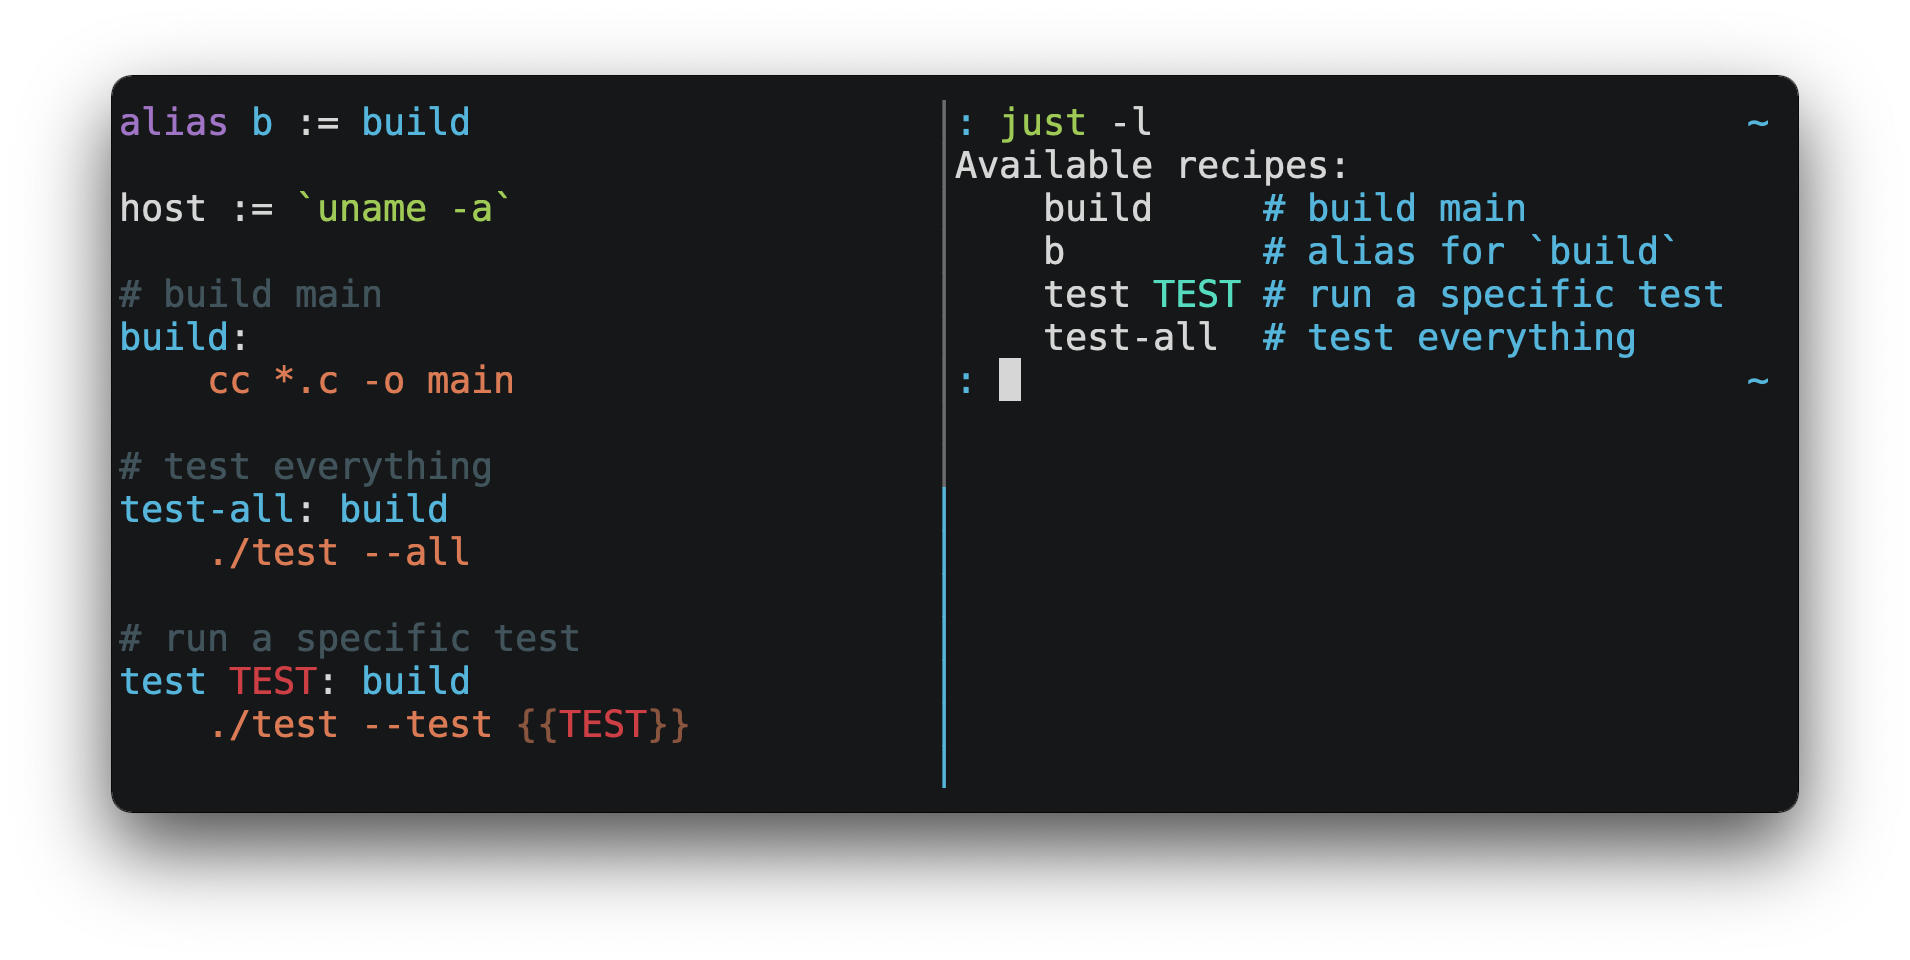 alias b := build
host := `uname -a`
# build main
build:
    cc *.c -o main
# test everything
test-all: build
    ./test --all
# run a specific test
test TEST: build
    ./test --test {{TEST}}
: just -l ~
Available recipes:
    build     # build main
    b         # alias for `build`
    test TEST # run a specific test
    test-all  # test everything
: ~